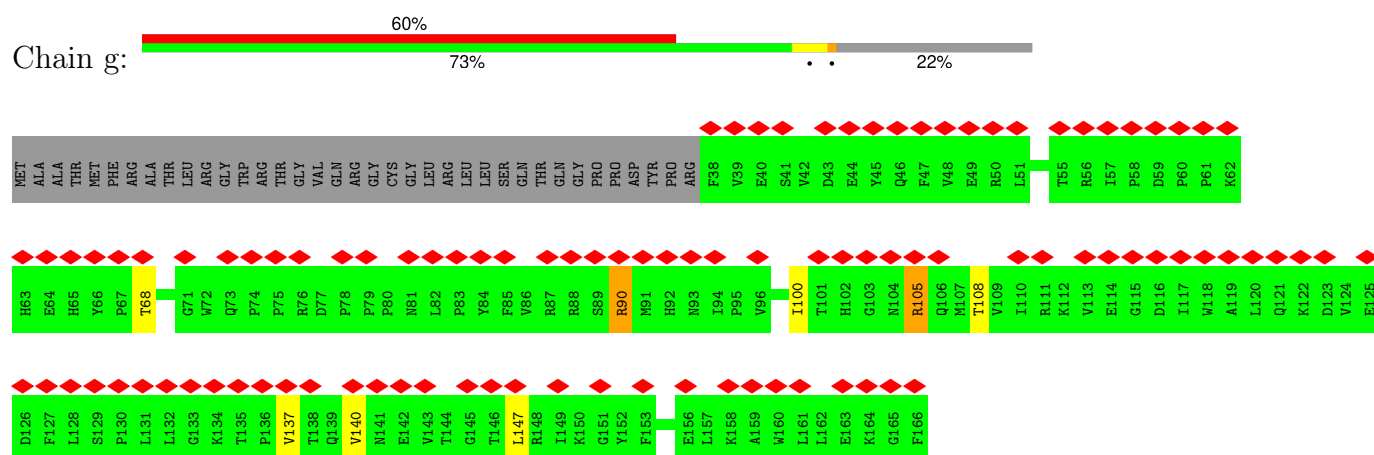 60%
Chain g:
73% • • 22%
MET ALA ALA THR MET PHE ARG ALA THR LEU ARG GLY TRP ARG THR GLY VAL GLN ARG GLY CYS GLY LEU ARG LEU LEU SER GLN THR GLN GLY PRO PRO ASP TYR PRO ARG F38 V39 E40 S41 V42 D43 E44 Y45 Q46 F47 V48 E49 R50 L51 T55 R56 I57 P58 D59 P60 P61 K62
H63 E64 H65 Y66 P67 T68 G71 W72 Q73 P74 P75 R76 D77 P78 P79 P80 N81 L82 P83 Y84 F85 V86 R87 R88 S89 R90 M91 H92 N93 I94 P95 V96 I100 T101 H102 G103 N104 R105 Q106 M107 T108 V109 I110 R111 K112 V113 E114 G115 D116 I117 W118 A119 L120 Q121 K122 D123 V124 E125
D126 F127 L128 S129 P130 L131 L132 G133 K134 T135 P136 V137 T138 Q139 V140 N141 E142 V143 T144 G145 T146 L147 R148 I149 K150 G151 Y152 F153 E156 L157 K158 A159 W160 L161 L162 E163 K164 G165 F166